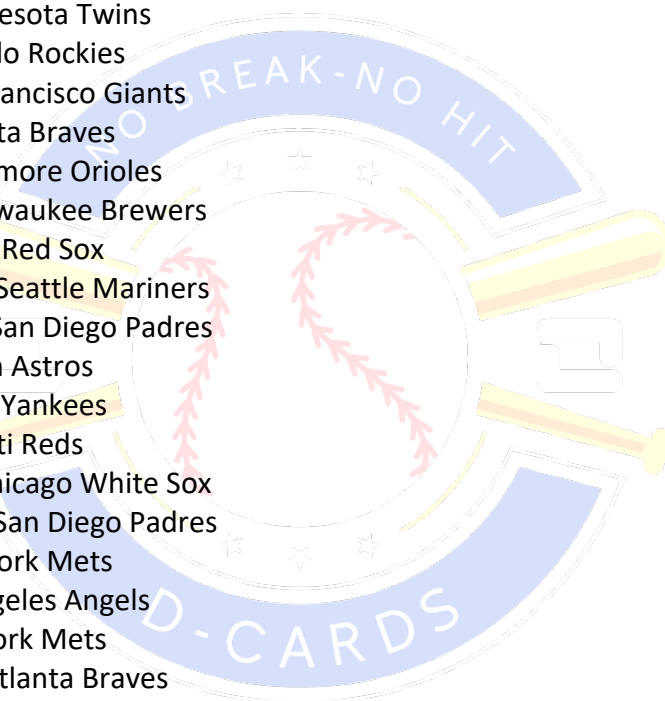 esota Twins
lo Rockies
ancisco Giants
ta Braves
more Orioles
waukee Brewers
Red Sox
Seattle Mariners
San Diego Padres
Astros
Yankees
ti Reds
icago White Sox
San Diego Padres
ork Mets
geles Angels
ork Mets
tlanta Braves
NO BREAK-NO HIT
D-CARDS